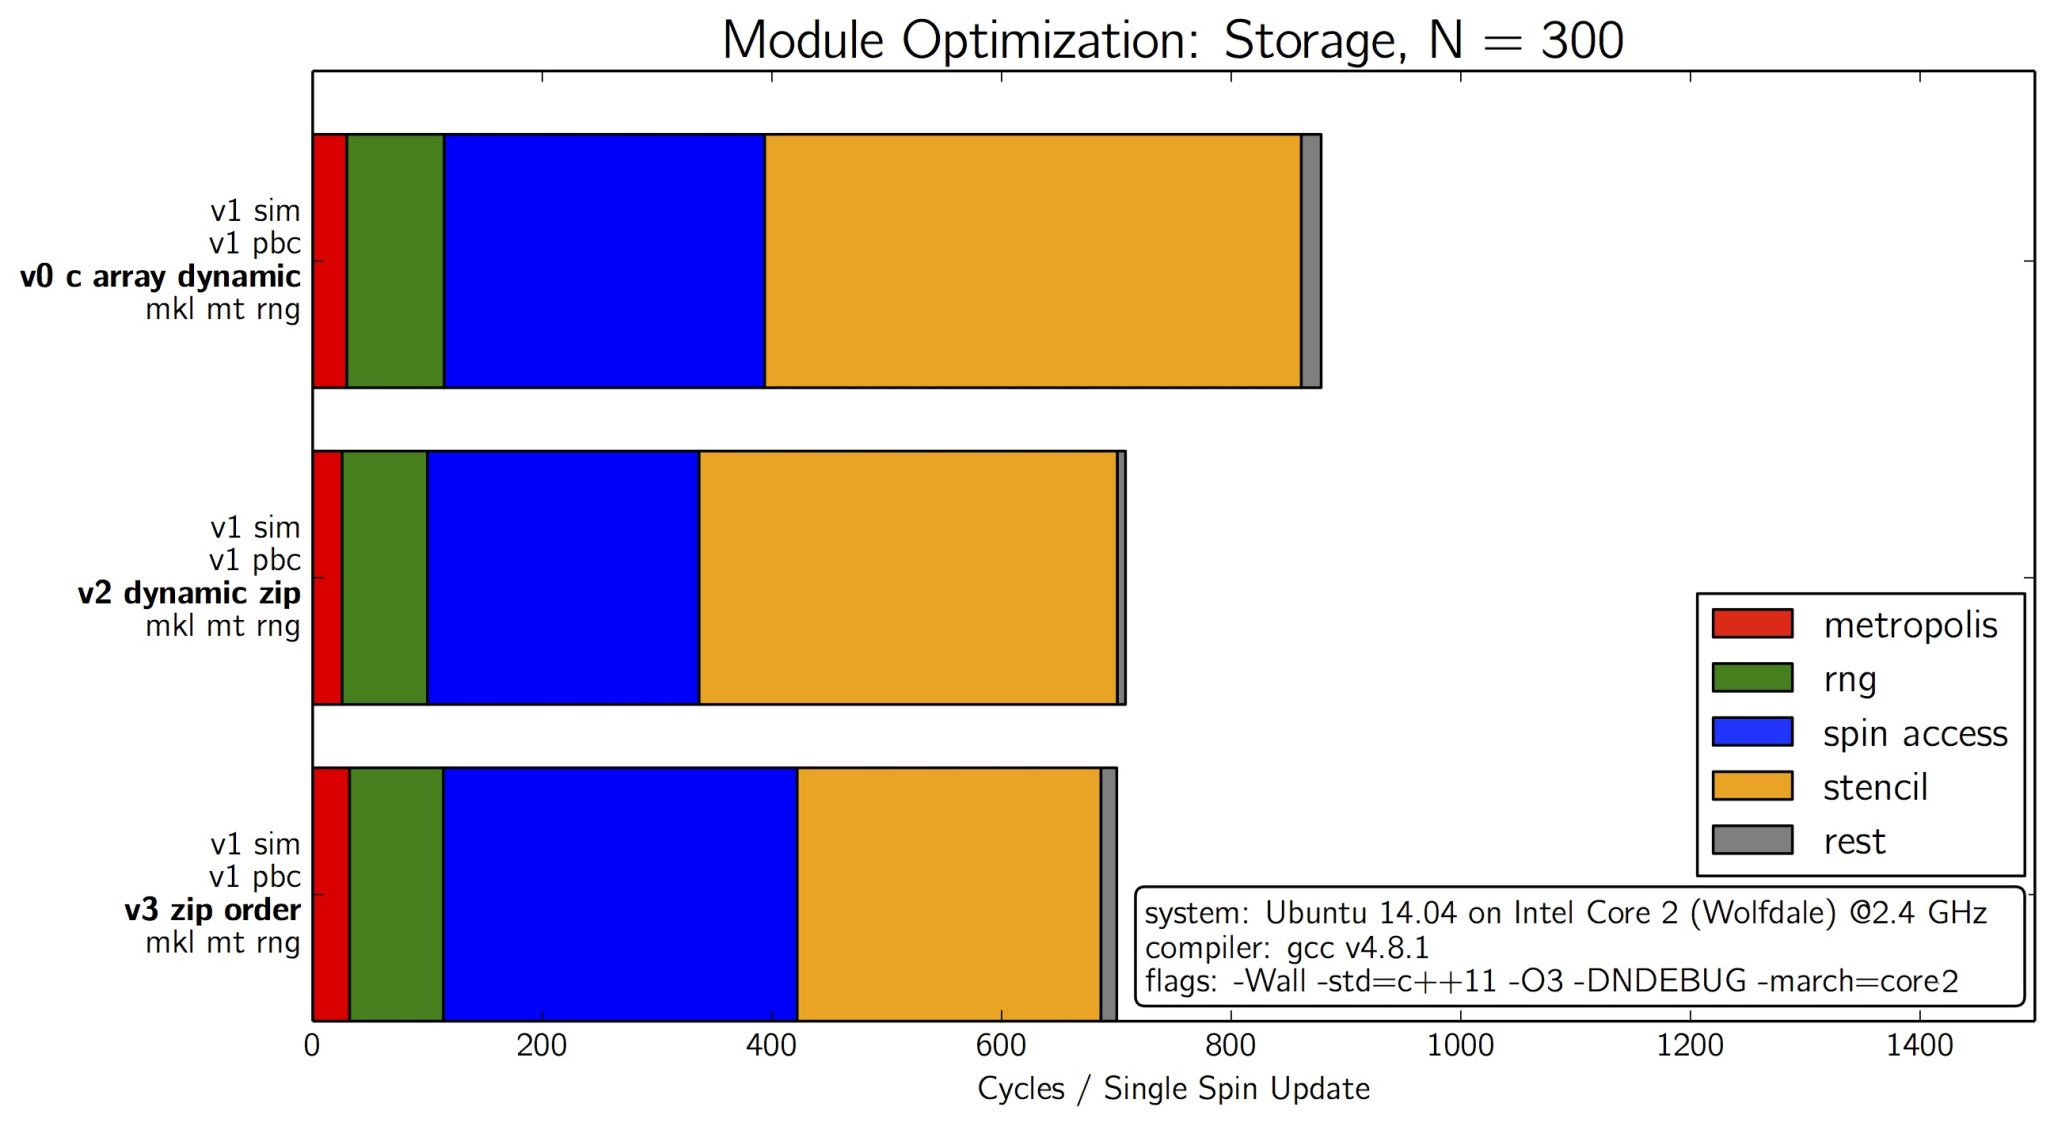 Module Optimization: Storage, N = 300
v1 sim
v1 pbc
v0 c array dynamic
mkl mt rng
v1 sim
v1 pbc
v2 dynamic zip
mkl mt rng
v1 sim
v1 pbc
v3 zip order
mkl mt rng
metropolis
rng
spin access
stencil
rest
system: Ubuntu 14.04 on Intel Core 2 (Wolfdale) @2.4 GHz
compiler: gcc v4.8.1
flags: -Wall -std=c++11 -O3 -DNDEBUG -march=core2
0 200 400 600 800 1000 1200 1400
Cycles / Single Spin Update